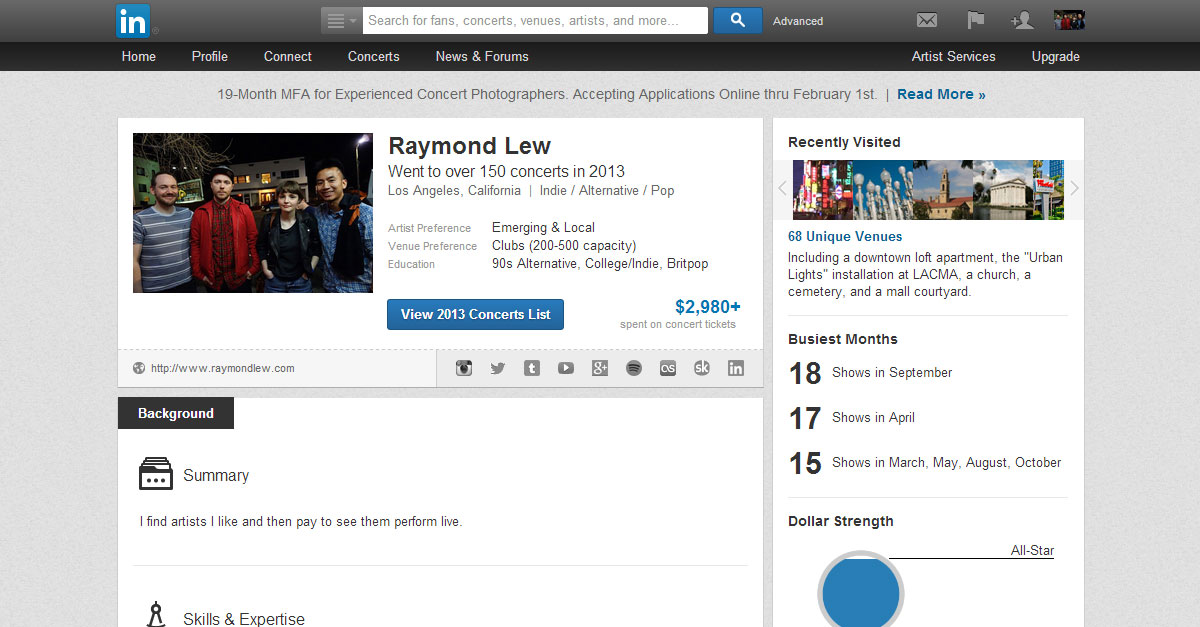 in®
Search for fans, concerts, venues, artists, and more...
Advanced
Home Profile Connect Concerts News & Forums Artist Services Upgrade
19-Month MFA for Experienced Concert Photographers. Accepting Applications Online thru February 1st. | Read More »
Raymond Lew
Went to over 150 concerts in 2013
Los Angeles, California | Indie / Alternative / Pop
Artist Preference Emerging & Local
Venue Preference Clubs (200-500 capacity)
Education 90s Alternative, College/Indie, Britpop
View 2013 Concerts List
$2,980+
spent on concert tickets
http://www.raymondlew.com
t g+ os sk in
Background
Summary
I find artists I like and then pay to see them perform live.
Skills & Expertise
Recently Visited
68 Unique Venues
Including a downtown loft apartment, the "Urban
Lights" installation at LACMA, a church, a
cemetery, and a mall courtyard.
Busiest Months
18 Shows in September
17 Shows in April
15 Shows in March, May, August, October
Dollar Strength
All-Star